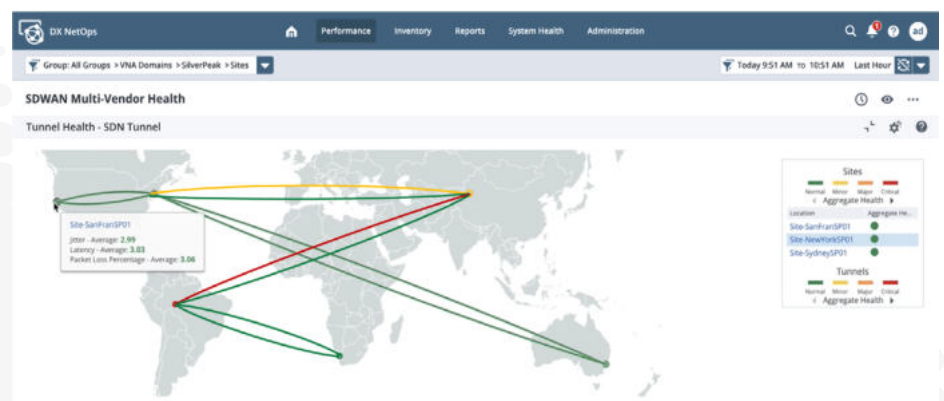 DX NetOps
Performance Inventory Reports System Health Administration
ad
Group: All Groups > VNA Domains > SilverPeak > Sites
Today 9:51 AM TO 10:51 AM Last Hour
SDWAN Multi-Vendor Health
Tunnel Health - SDN Tunnel
Site-SanFranSP01
Jitter - Average: 2.99
Latency - Average: 3.03
Packet Loss Percentage - Average: 3.06
Sites
Normal Minor Major Critical
Aggregate Health
Location Aggregate He...
Site-SanFranSP01
Site-NewYorkSP01
Site-SydneySP01
Tunnels
Normal Minor Major Critical
Aggregate Health